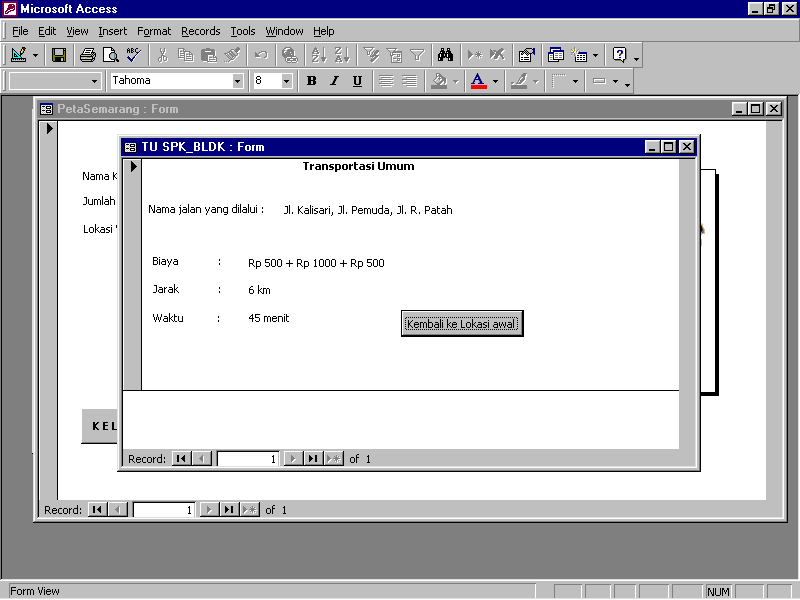 Microsoft Access
File Edit View Insert Format Records Tools Window Help
Tahoma 8 B I U
PetaSemarang : Form
TU SPK_BLDK : Form
Transportasi Umum
Nama K
Jumlah
Lokasi
Nama jalan yang dilalui : Jl. Kalisari, Jl. Pemuda, Jl. R. Patah
Biaya : Rp 500 + Rp 1000 + Rp 500
Jarak : 6 km
Waktu : 45 menit
Kembali ke Lokasi awal
KEL
Record: 1 of 1
Record: 1 of 1
Form View NUM